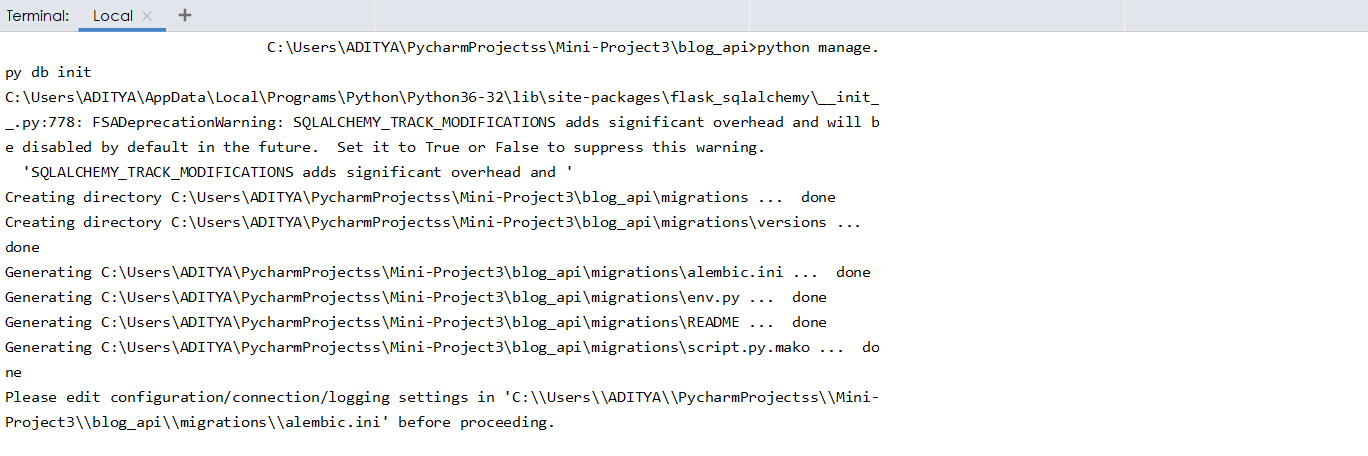 Terminal: Local × +
C:\Users\ADITYA\PycharmProjectss\Mini-Project3\blog_api>python manage.
py db init
C:\Users\ADITYA\AppData\Local\Programs\Python\Python36-32\lib\site-packages\flask_sqlalchemy\__init_
_.py:778: FSADeprecationWarning: SQLALCHEMY_TRACK_MODIFICATIONS adds significant overhead and will b
e disabled by default in the future.  Set it to True or False to suppress this warning.
  'SQLALCHEMY_TRACK_MODIFICATIONS adds significant overhead and '
Creating directory C:\Users\ADITYA\PycharmProjectss\Mini-Project3\blog_api\migrations ...  done
Creating directory C:\Users\ADITYA\PycharmProjectss\Mini-Project3\blog_api\migrations\versions ...
done
Generating C:\Users\ADITYA\PycharmProjectss\Mini-Project3\blog_api\migrations\alembic.ini ...  done
Generating C:\Users\ADITYA\PycharmProjectss\Mini-Project3\blog_api\migrations\env.py ...  done
Generating C:\Users\ADITYA\PycharmProjectss\Mini-Project3\blog_api\migrations\README ...  done
Generating C:\Users\ADITYA\PycharmProjectss\Mini-Project3\blog_api\migrations\script.py.mako ...  do
ne
Please edit configuration/connection/logging settings in 'C:\\Users\\ADITYA\\PycharmProjectss\\Mini-
Project3\\blog_api\\migrations\\alembic.ini' before proceeding.